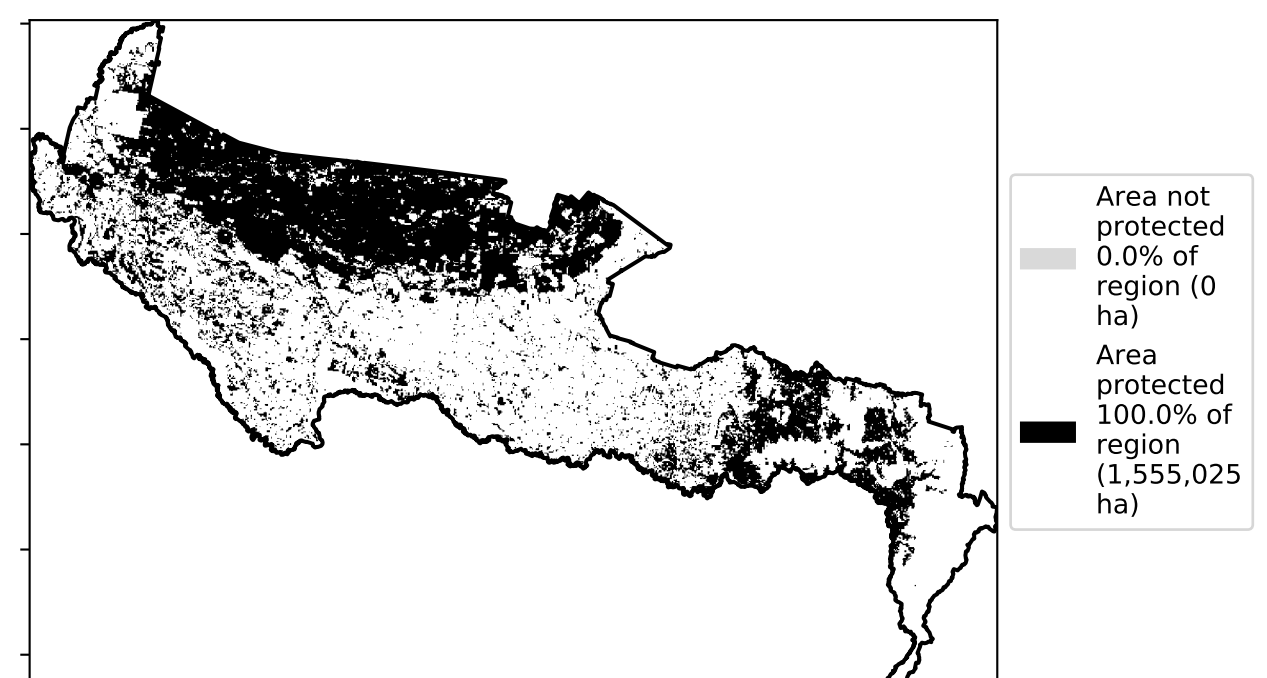 Area not
protected
0.0% of
region (0
ha)
Area
protected
100.0% of
region
(1,555,025
ha)